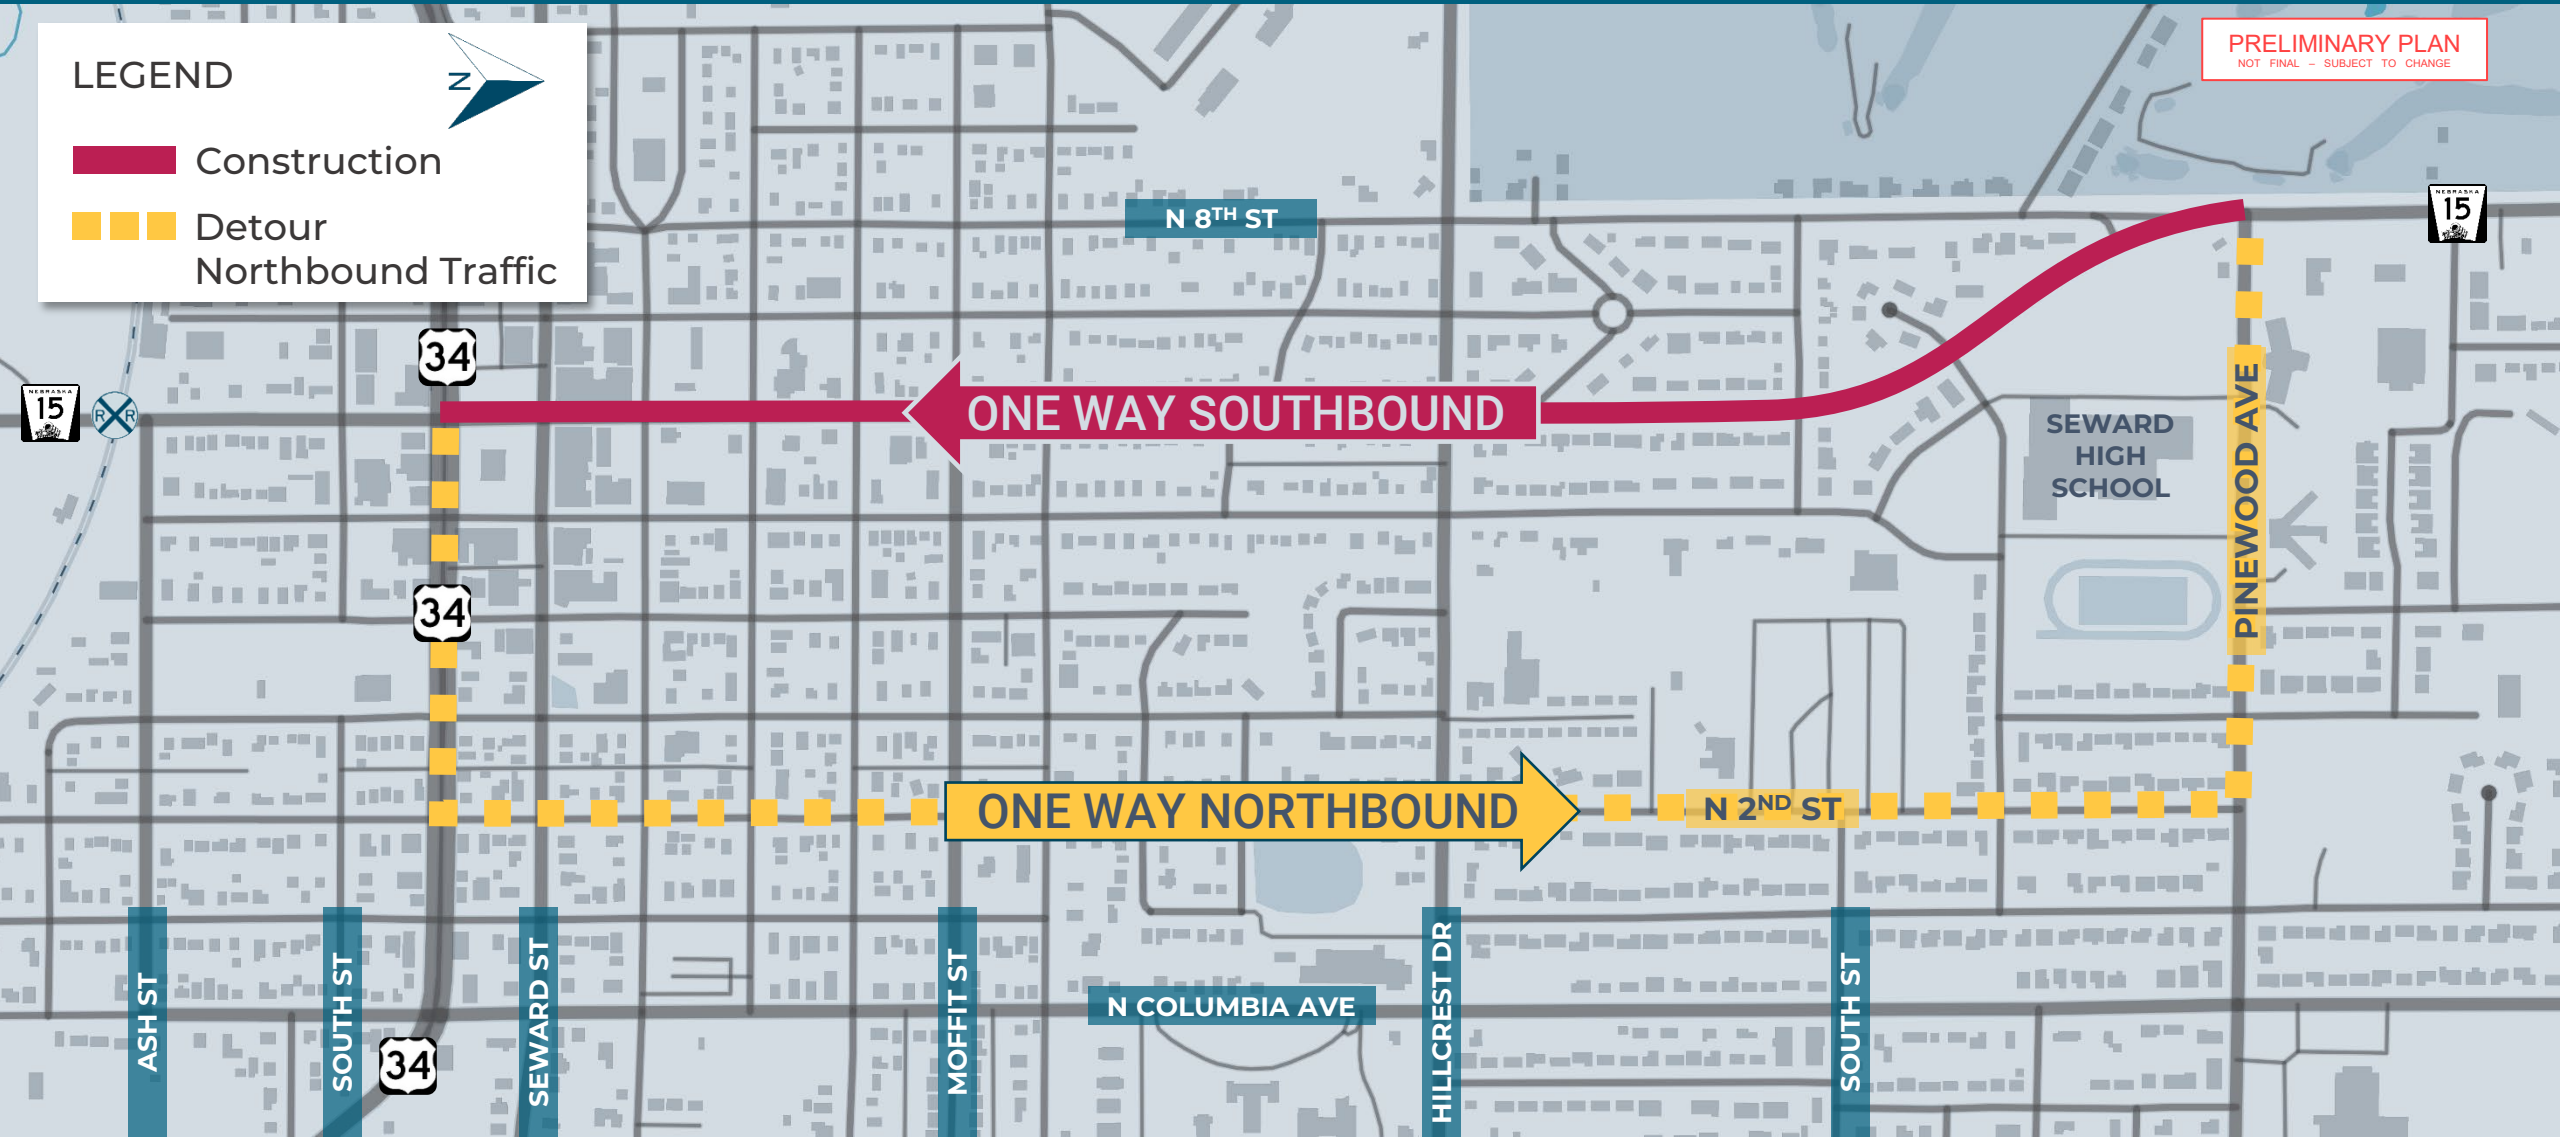 LEGEND
N
Construction
Detour
Northbound Traffic
PRELIMINARY PLAN
NOT FINAL – SUBJECT TO CHANGE
N 8TH ST
NEBRASKA
15
34
NEBRASKA
15
R R
ONE WAY SOUTHBOUND
SEWARD
HIGH
SCHOOL
PINEWOOD AVE
34
ONE WAY NORTHBOUND
N 2ND ST
ASH ST
SOUTH ST
SEWARD ST
MOFFIT ST
N COLUMBIA AVE
HILLCREST DR
SOUTH ST
34